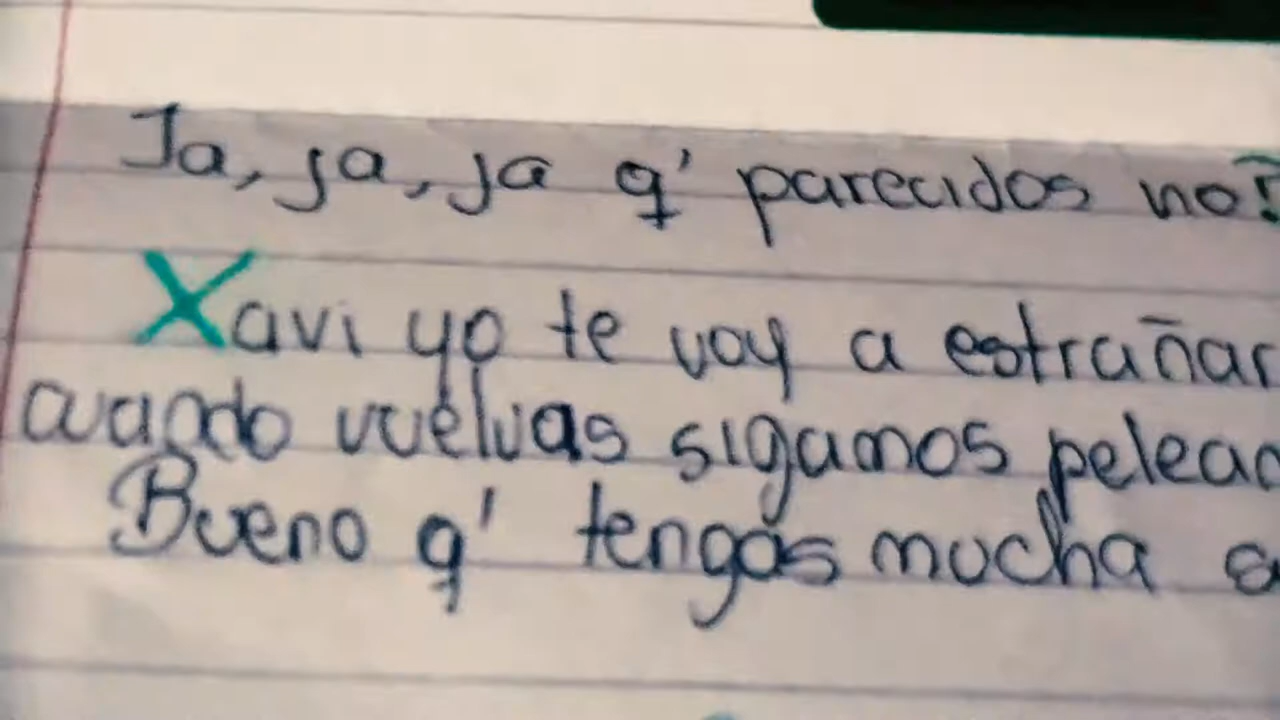 Ja, ja, ja q' parecidos no?
Xavi yo te voy a estrañar
cuando vuelvas sigamos
Bueno q' tengas mucha